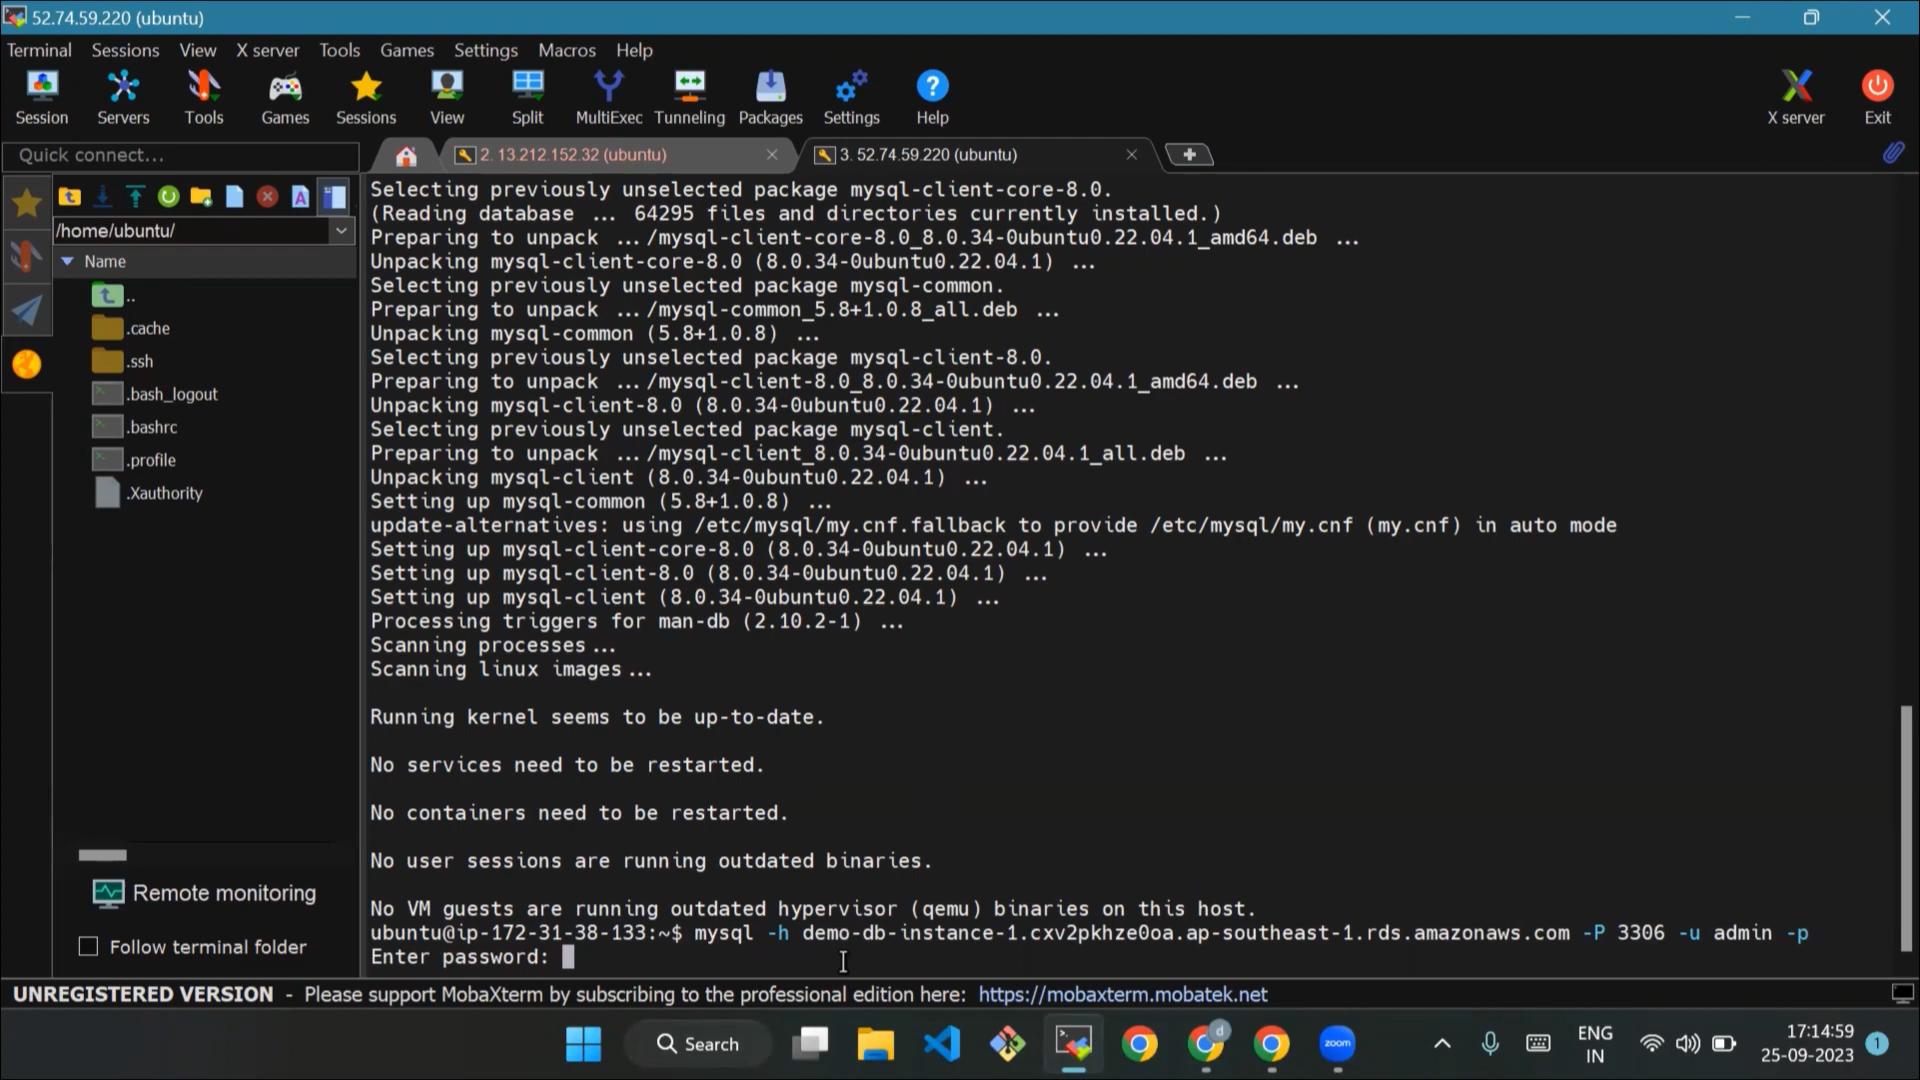 52.74.59.220 (ubuntu)
Terminal Sessions View X server Tools Games Settings Macros Help
Session Servers Tools Games Sessions View Split MultiExec Tunneling Packages Settings Help X server Exit
Quick connect...
2. 13.212.152.32 (ubuntu)
3. 52.74.59.220 (ubuntu)
/home/ubuntu/
Name
..
.cache
.ssh
.bash_logout
.bashrc
.profile
.Xauthority
Remote monitoring
Follow terminal folder
Selecting previously unselected package mysql-client-core-8.0.
(Reading database ... 64295 files and directories currently installed.)
Preparing to unpack .../mysql-client-core-8.0_8.0.34-0ubuntu0.22.04.1_amd64.deb ...
Unpacking mysql-client-core-8.0 (8.0.34-0ubuntu0.22.04.1) ...
Selecting previously unselected package mysql-common.
Preparing to unpack .../mysql-common_5.8+1.0.8_all.deb ...
Unpacking mysql-common (5.8+1.0.8) ...
Selecting previously unselected package mysql-client-8.0.
Preparing to unpack .../mysql-client-8.0_8.0.34-0ubuntu0.22.04.1_amd64.deb ...
Unpacking mysql-client-8.0 (8.0.34-0ubuntu0.22.04.1) ...
Selecting previously unselected package mysql-client.
Preparing to unpack .../mysql-client_8.0.34-0ubuntu0.22.04.1_all.deb ...
Unpacking mysql-client (8.0.34-0ubuntu0.22.04.1) ...
Setting up mysql-common (5.8+1.0.8) ...
update-alternatives: using /etc/mysql/my.cnf.fallback to provide /etc/mysql/my.cnf (my.cnf) in auto mode
Setting up mysql-client-core-8.0 (8.0.34-0ubuntu0.22.04.1) ...
Setting up mysql-client-8.0 (8.0.34-0ubuntu0.22.04.1) ...
Setting up mysql-client (8.0.34-0ubuntu0.22.04.1) ...
Processing triggers for man-db (2.10.2-1) ...
Scanning processes...
Scanning linux images...
Running kernel seems to be up-to-date.
No services need to be restarted.
No containers need to be restarted.
No user sessions are running outdated binaries.
No VM guests are running outdated hypervisor (qemu) binaries on this host.
ubuntu@ip-172-31-38-133:~$ mysql -h demo-db-instance-1.cxv2pkhze0oa.ap-southeast-1.rds.amazonaws.com -P 3306 -u admin -p
Enter password:
UNREGISTERED VERSION - Please support MobaXterm by subscribing to the professional edition here: https://mobaxterm.mobatek.net
Search
d
zoom
ENG
IN
17:14:59
25-09-2023
1